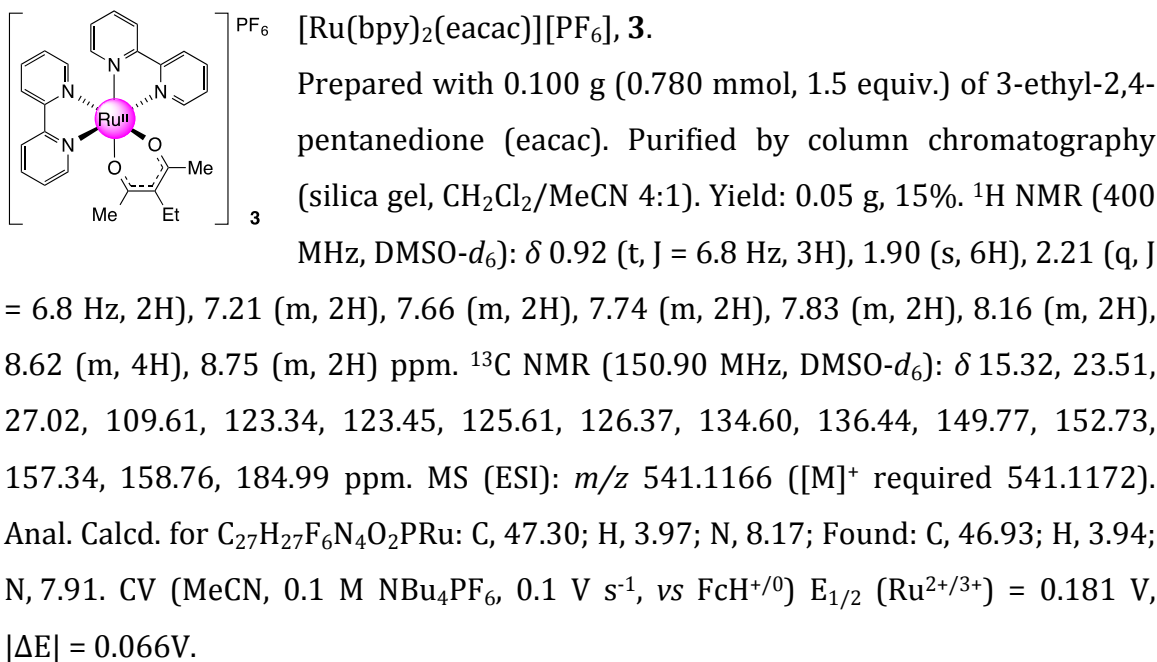 PF6
N
N
N
N
RuII
O
O
Me
Me
Et
3
[Ru(bpy)2(eacac)][PF6], 3.
Prepared with 0.100 g (0.780 mmol, 1.5 equiv.) of 3-ethyl-2,4-
pentanedione (eacac). Purified by column chromatography
(silica gel, CH2Cl2/MeCN 4:1). Yield: 0.05 g, 15%. 1H NMR (400
MHz, DMSO-d6): δ 0.92 (t, J = 6.8 Hz, 3H), 1.90 (s, 6H), 2.21 (q, J
= 6.8 Hz, 2H), 7.21 (m, 2H), 7.66 (m, 2H), 7.74 (m, 2H), 7.83 (m, 2H), 8.16 (m, 2H),
8.62 (m, 4H), 8.75 (m, 2H) ppm. 13C NMR (150.90 MHz, DMSO-d6): δ 15.32, 23.51,
27.02, 109.61, 123.34, 123.45, 125.61, 126.37, 134.60, 136.44, 149.77, 152.73,
157.34, 158.76, 184.99 ppm. MS (ESI): m/z 541.1166 ([M]+ required 541.1172).
Anal. Calcd. for C27H27F6N4O2PRu: C, 47.30; H, 3.97; N, 8.17; Found: C, 46.93; H, 3.94;
N, 7.91. CV (MeCN, 0.1 M NBu4PF6, 0.1 V s-1, vs FcH+/0) E1/2 (Ru2+/3+) = 0.181 V,
|ΔE| = 0.066V.